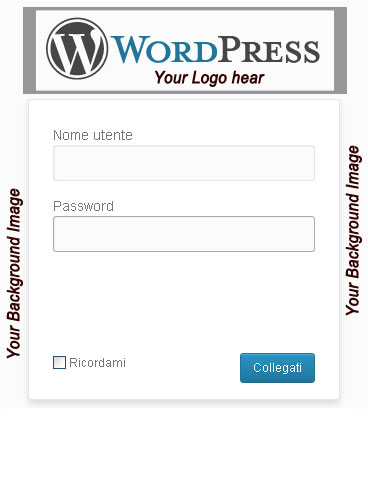 WORDPRESS
Your Logo hear
Nome utente
Password
Your Background Image
Your Background Image
Ricordami
Collegati